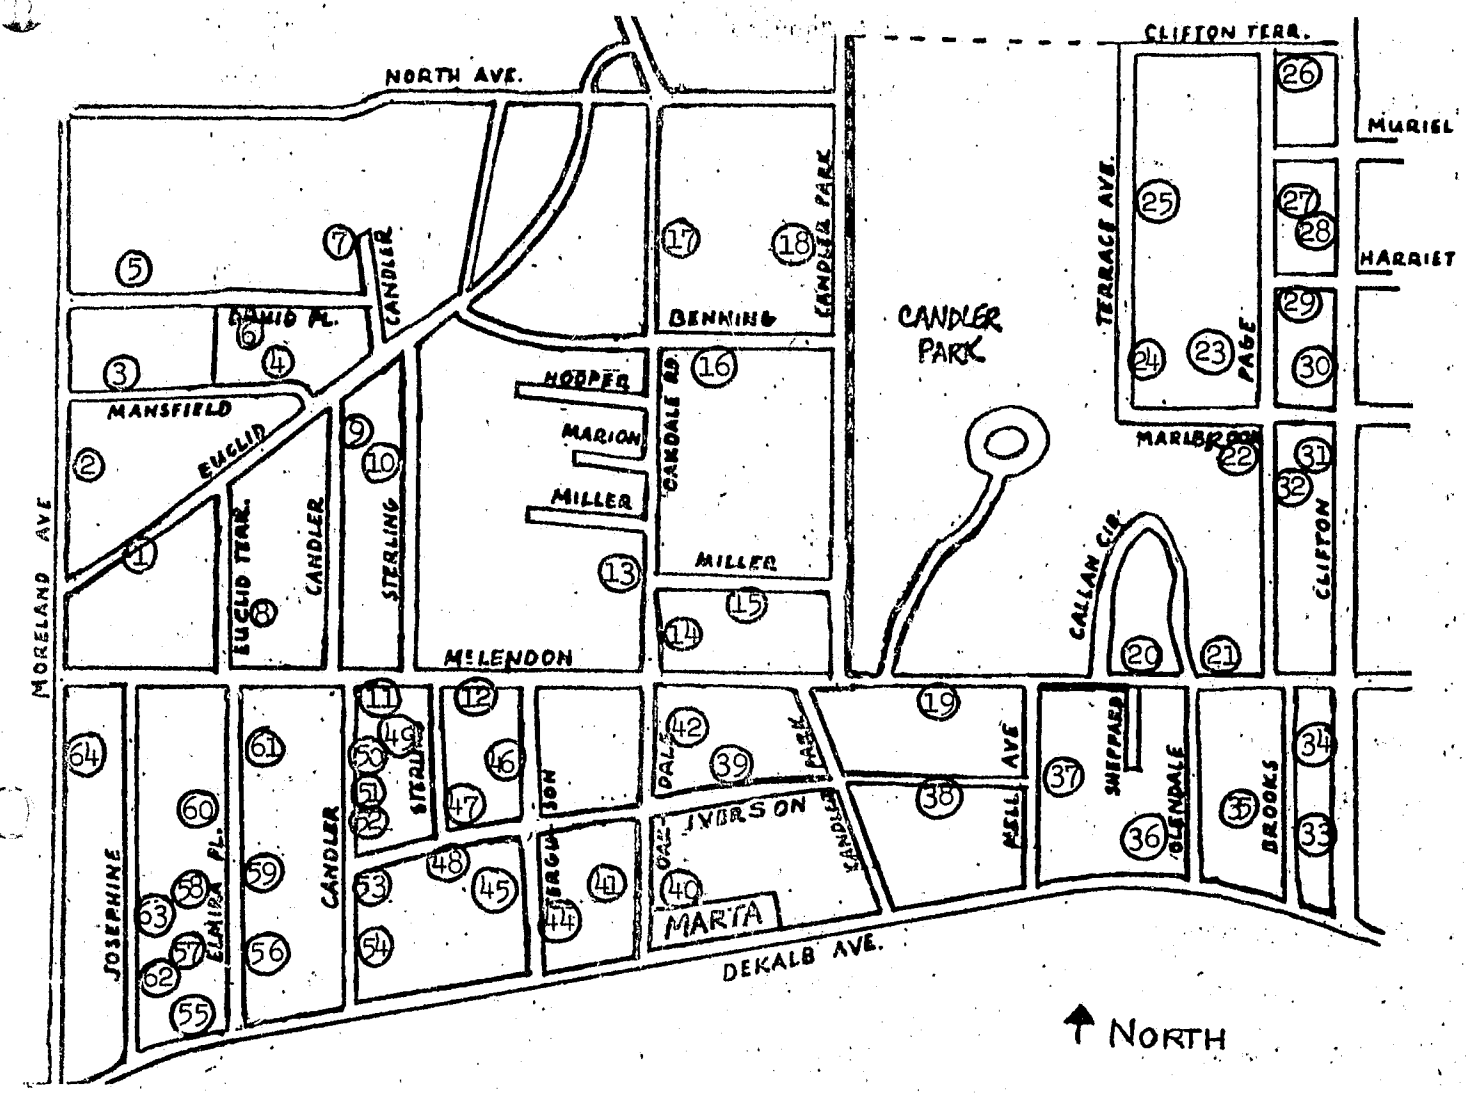 CLIFTON TERR.
NORTH AVE.
26
MURIEL
CANDLER PARK
TERRACE AVE.
25
27
28
7
CANDLER
17
18
HARRIET
5
DAVID PL.
6
BENNING
CANDLER
PARK
29
4
3
16
24
23
PAGE
30
HOOPER
OAKDALE RD.
MANSFIELD
MARION
MARLBROOK
9
EUCLID
10
2
22
31
32
MILLER
CLIFTON
MORELAND AVE
1
EUCLID TERR.
CANDLER
STERLING
13
MILLER
CALLAN CIR.
8
15
14
McLENDON
20
21
11
12
19
64
61
50
49
STERLING
46
42
39
PARK
MELL AVE
37
SHEPPARD
GLENDALE
34
51
52
47
SON
DALE
IVERSON
38
CANDLER
60
35
BROOKS
33
36
JOSEPHINE
ELMIRA PL.
CANDLER
59
53
48
45
FERGU
41
OAK
40
58
63
44
MARTA
57
56
54
62
55
DEKALB AVE.
NORTH